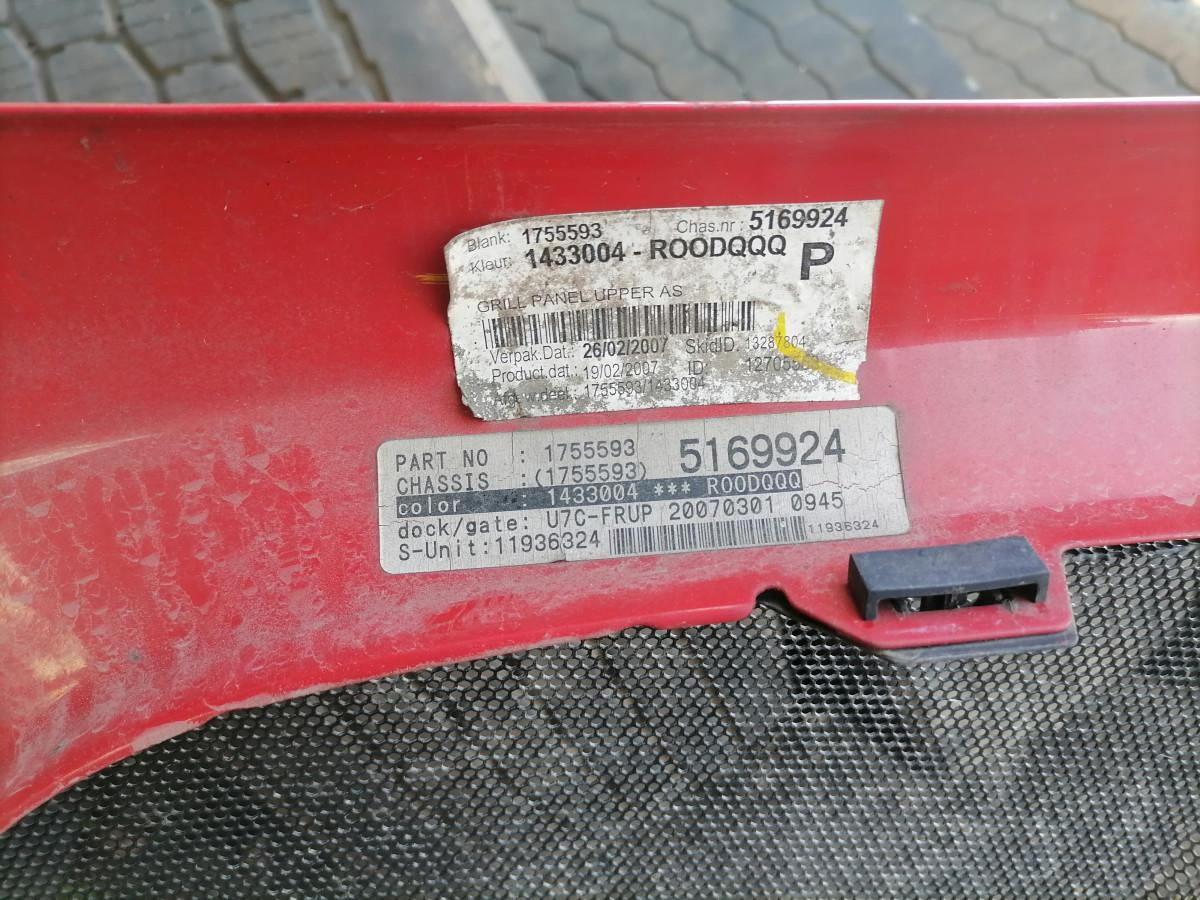 Blank: 1755593 Chas.nr: 5169924
Kleur: 1433004 - ROODQQQ P
GRILL PANEL UPPER AS
Verpak.Dat.: 26/02/2007 SkidID. 13287804
Product.dat.: 19/02/2007 ID:
1755593/1433004
PART NO : 1755593 5169924
CHASSIS :(1755593)
color : 1433004 *** ROODQQQ
dock/gate: U7C-FRUP 20070301 0945
S-Unit:11936324 11936324